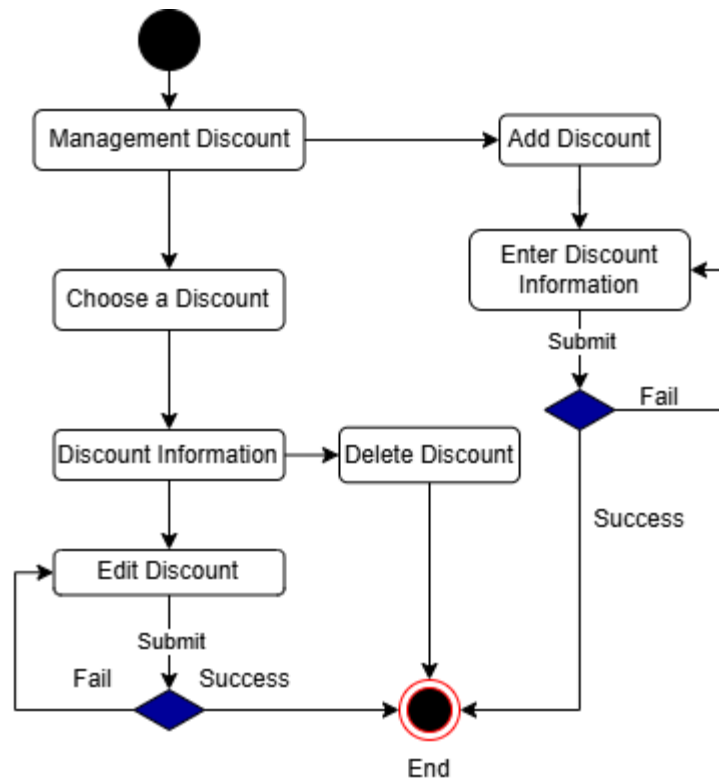 Management Discount
Add Discount
Enter Discount
Information
Choose a Discount
Submit
Fail
Discount Information
Delete Discount
Success
Edit Discount
Submit
Fail
Success
End